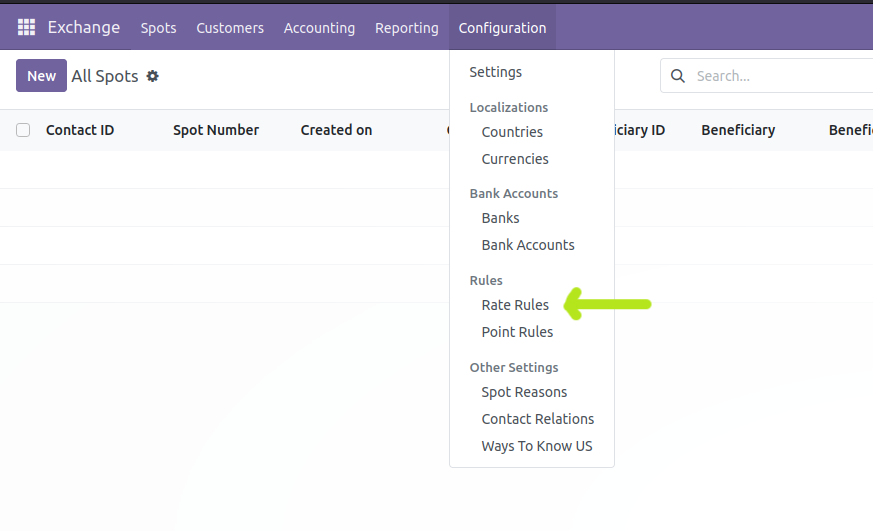 Exchange Spots Customers Accounting Reporting Configuration
New All Spots
Search...
Contact ID Spot Number Created on ciary ID Beneficiary Benefi
Settings
Localizations
Countries
Currencies
Bank Accounts
Banks
Bank Accounts
Rules
Rate Rules
Point Rules
Other Settings
Spot Reasons
Contact Relations
Ways To Know US